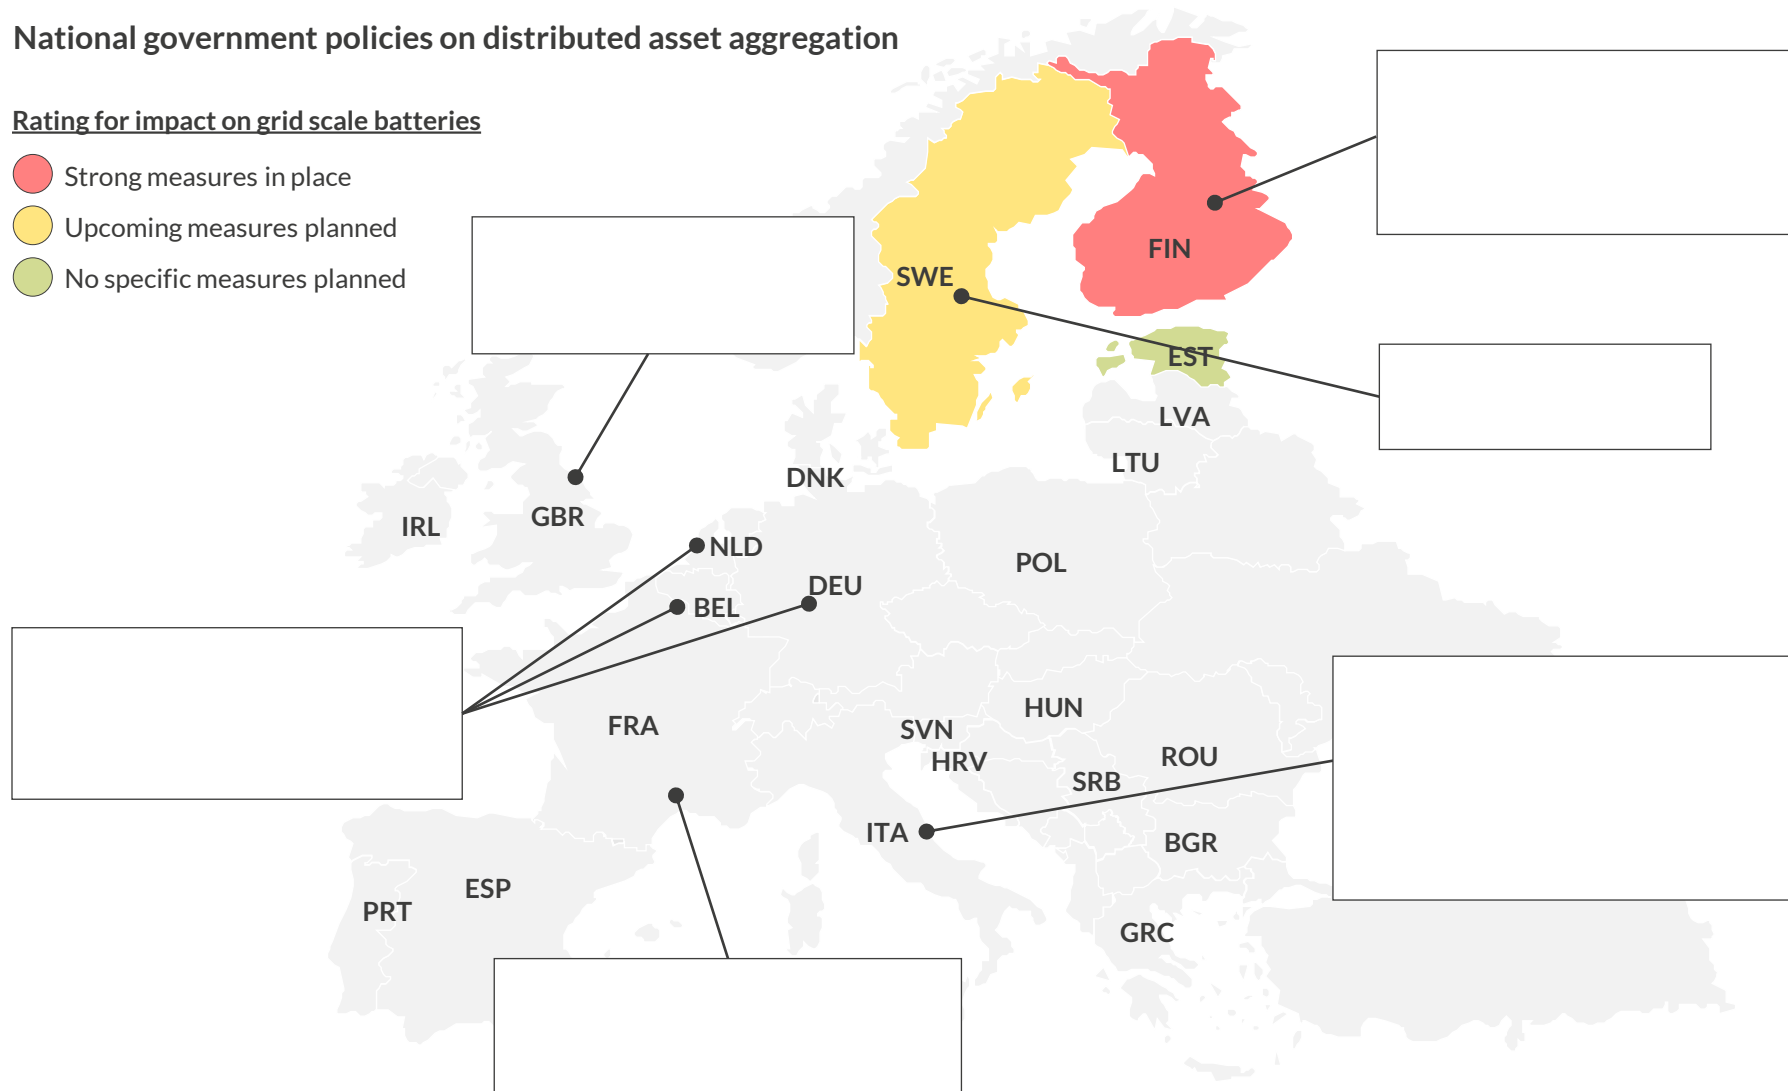 National government policies on distributed asset aggregation
Rating for impact on grid scale batteries
Strong measures in place
Upcoming measures planned
No specific measures planned
FIN
SWE
EST
LVA
LTU
DNK
IRL
GBR
NLD
POL
DEU
BEL
HUN
FRA
SVN
HRV
ROU
SRB
ITA
BGR
ESP
PRT
GRC